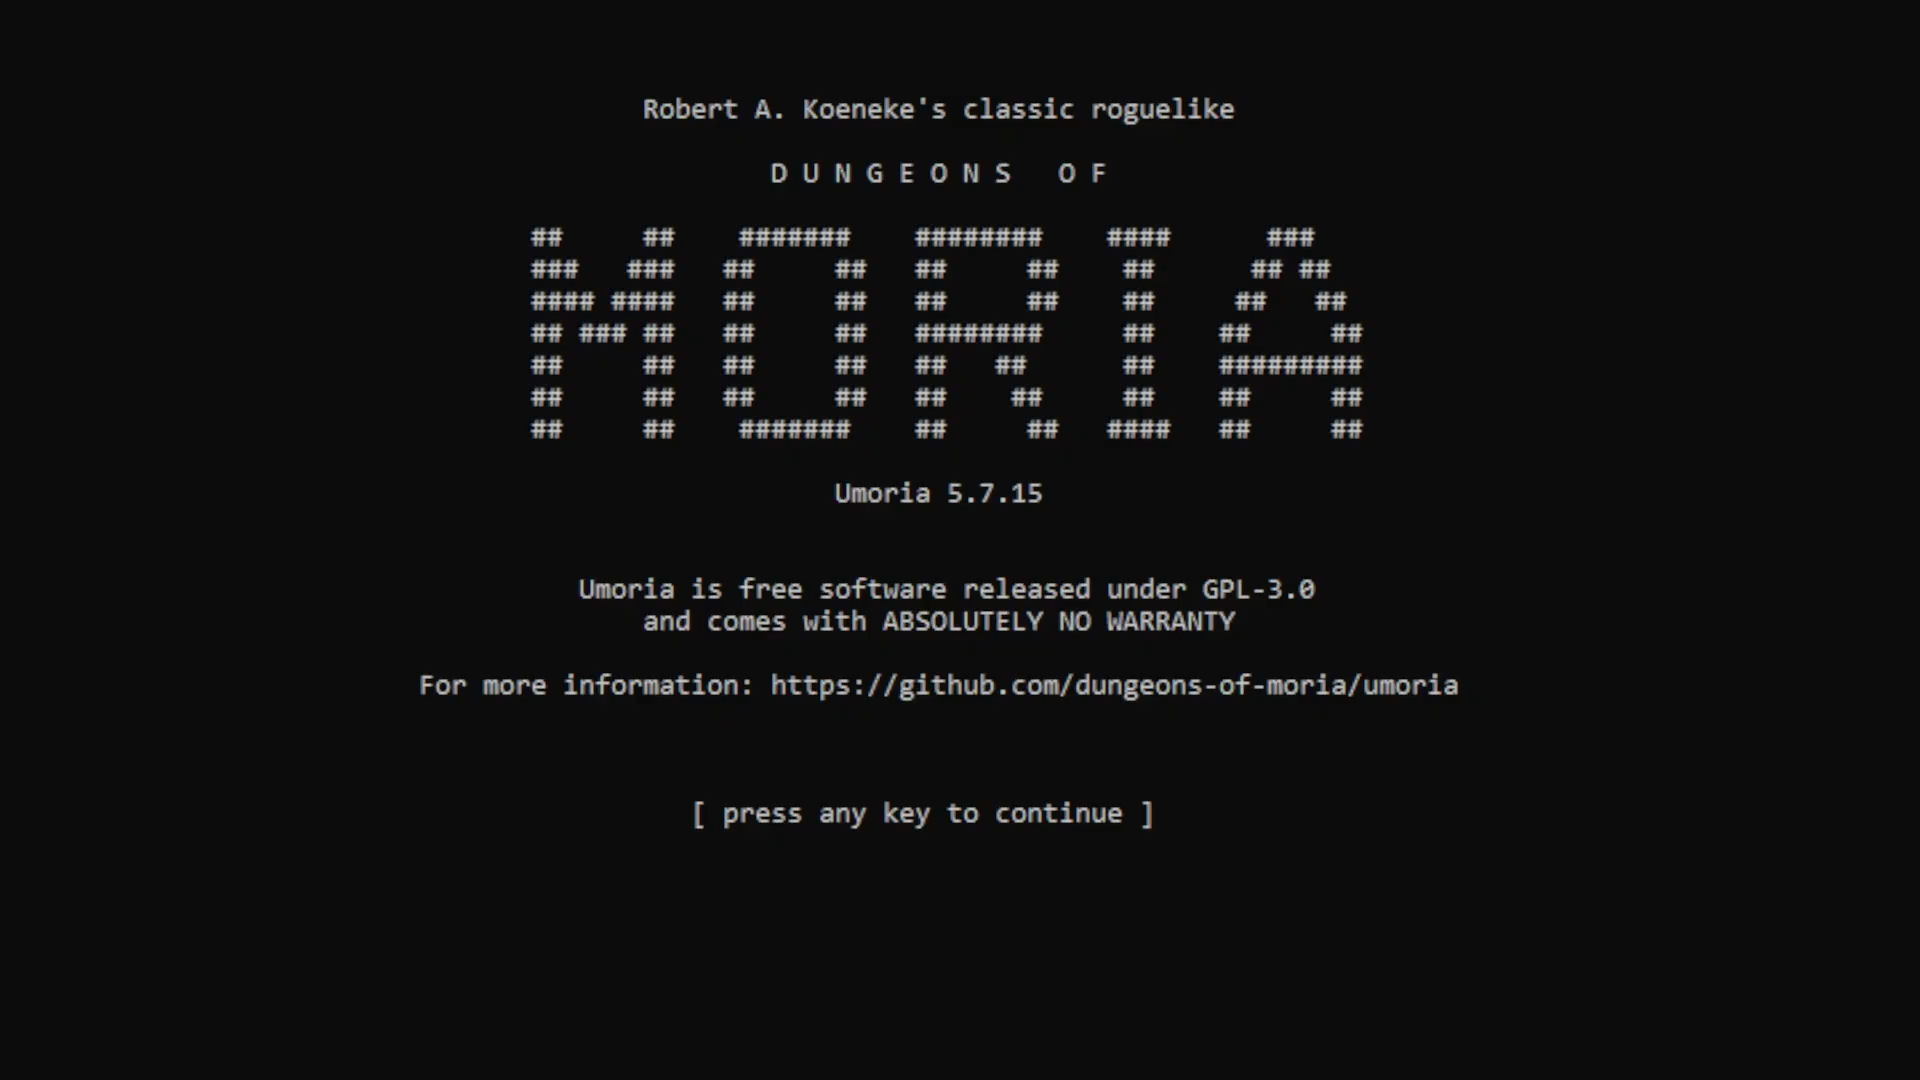 Robert A. Koeneke's classic roguelike
D U N G E O N S   O F
MORIA
Umoria 5.7.15
Umoria is free software released under GPL-3.0
and comes with ABSOLUTELY NO WARRANTY
For more information: https://github.com/dungeons-of-moria/umoria
[ press any key to continue ]